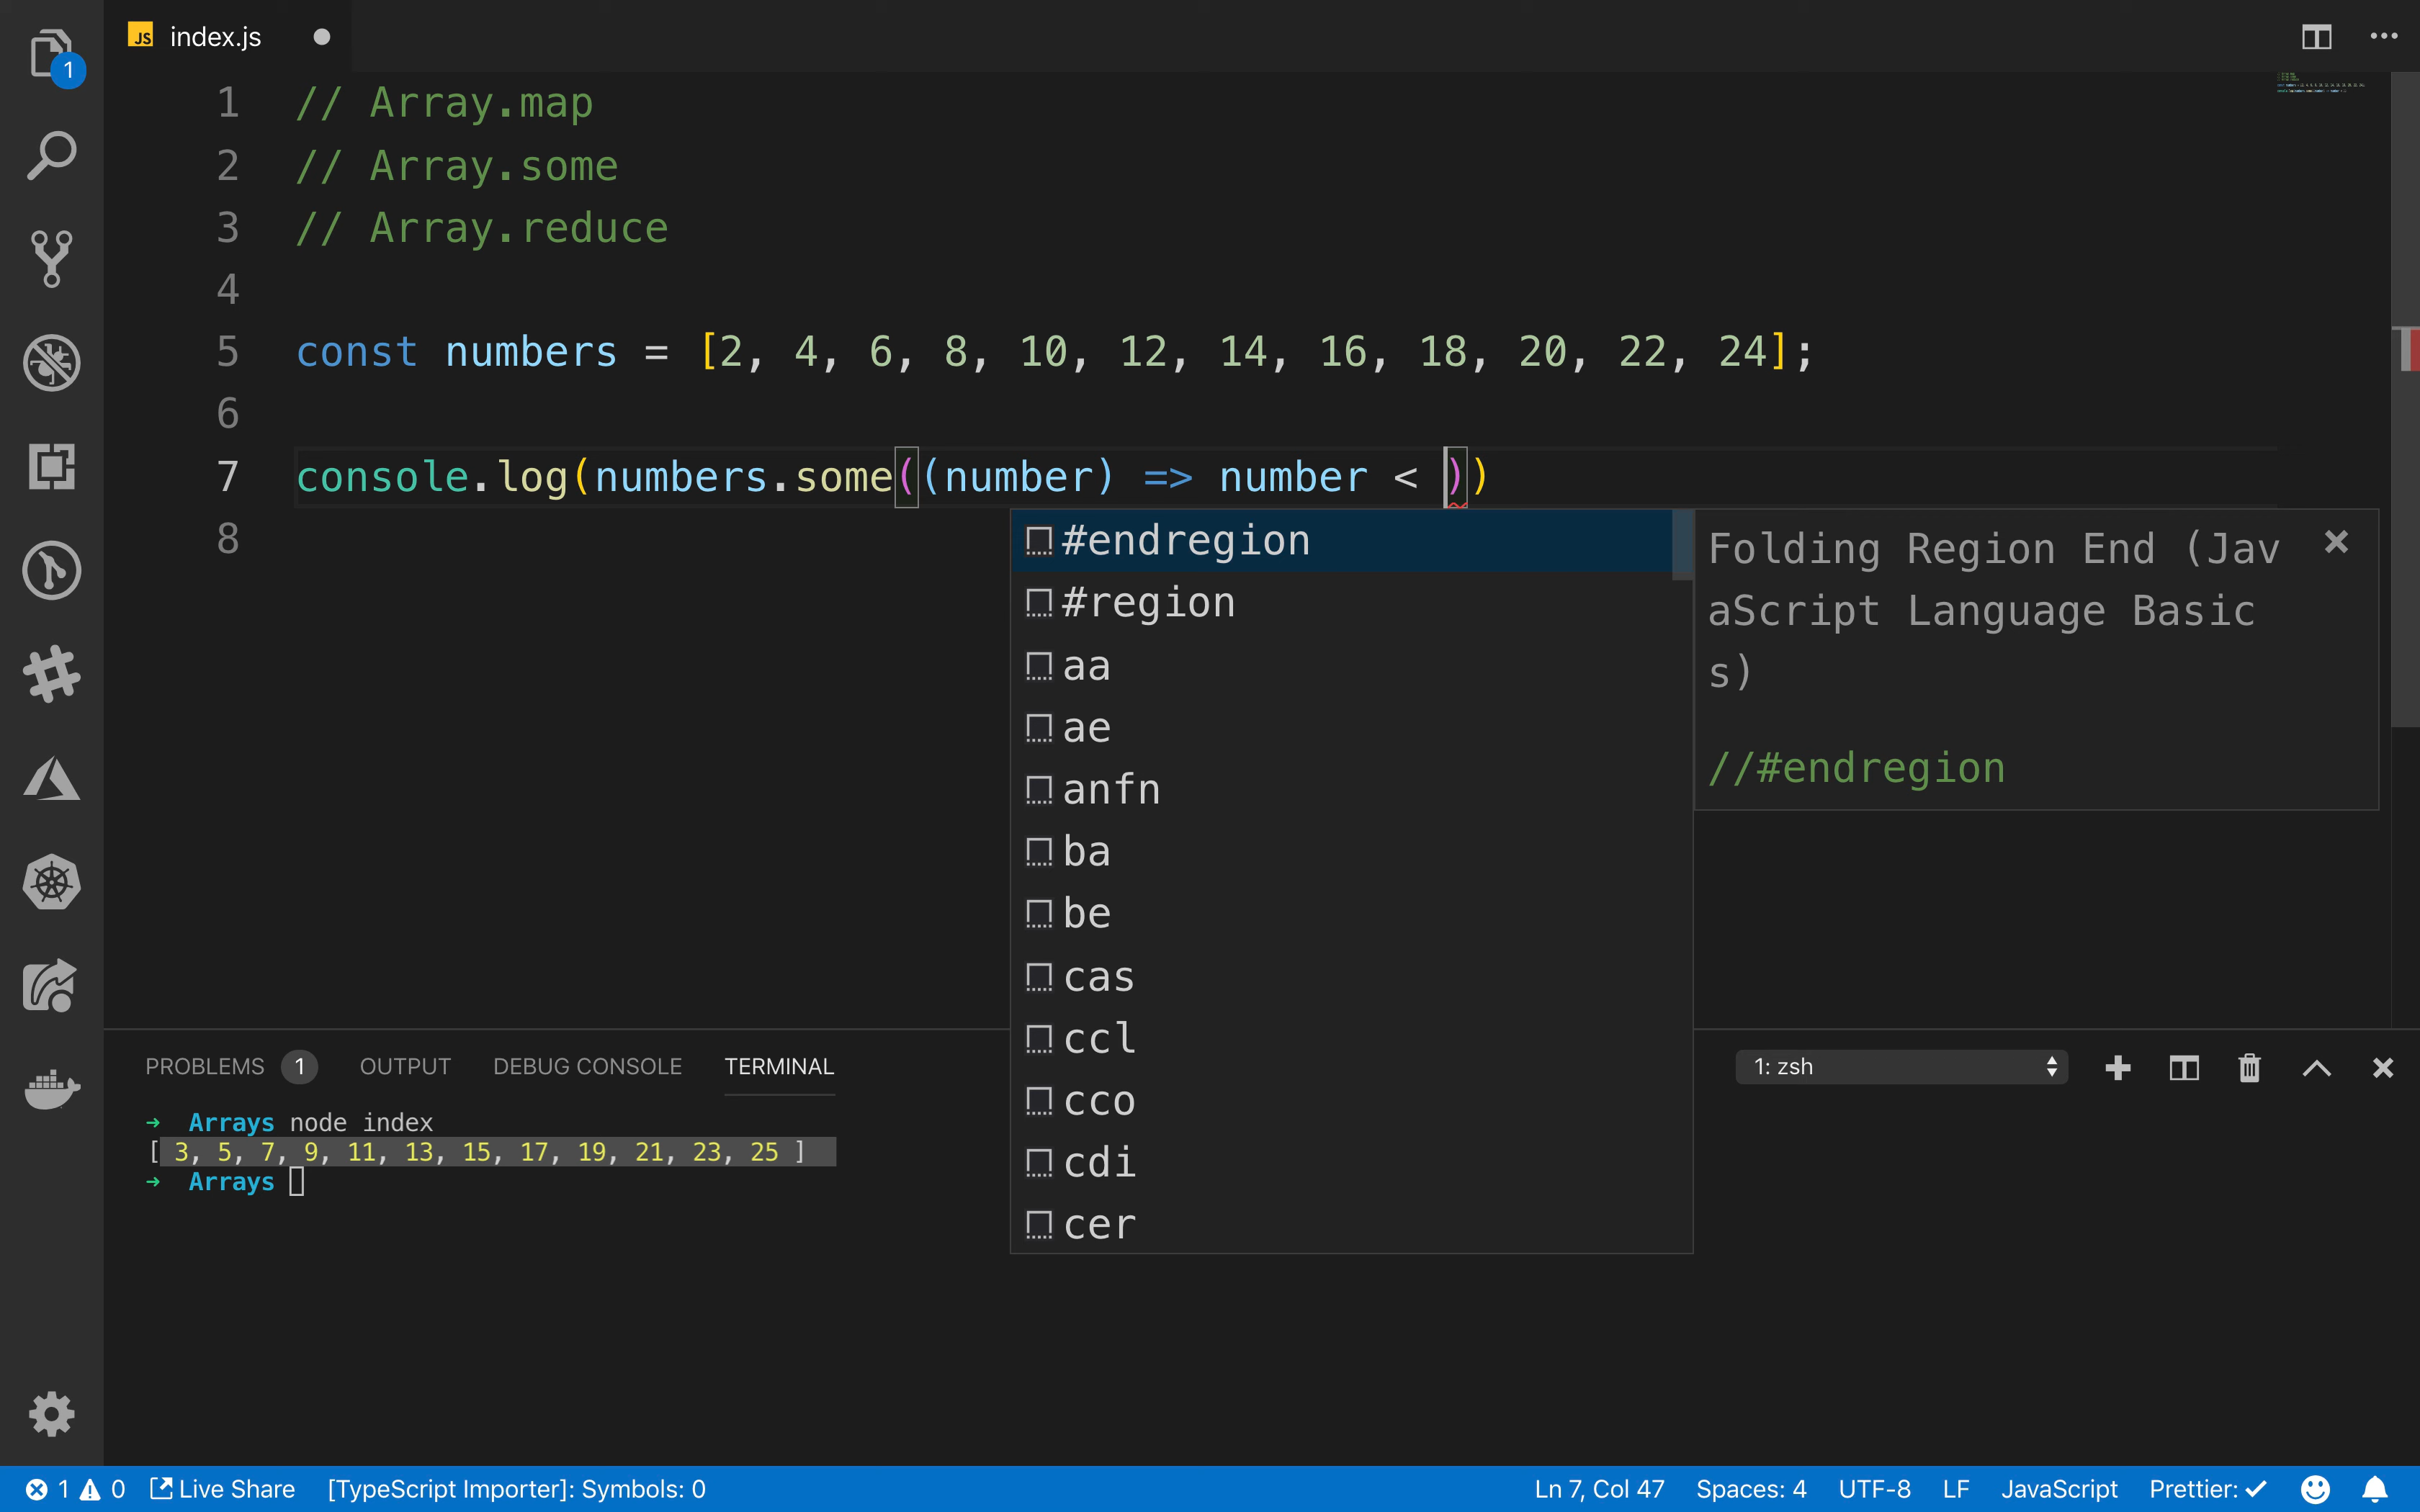 1
JS index.js
1 // Array.map
2 // Array.some
3 // Array.reduce
4
5 const numbers = [2, 4, 6, 8, 10, 12, 14, 16, 18, 20, 22, 24];
6
7 console.log(numbers.some((number) => number < ))
8
#endregion
#region
aa
ae
anfn
ba
be
cas
ccl
cco
cdi
cer
Folding Region End (Jav
aScript Language Basic
s)
//#endregion
PROBLEMS 1 OUTPUT DEBUG CONSOLE TERMINAL 1: zsh
➜ Arrays node index
[ 3, 5, 7, 9, 11, 13, 15, 17, 19, 21, 23, 25 ]
➜ Arrays
1 0 Live Share [TypeScript Importer]: Symbols: 0 Ln 7, Col 47 Spaces: 4 UTF-8 LF JavaScript Prettier: ✓